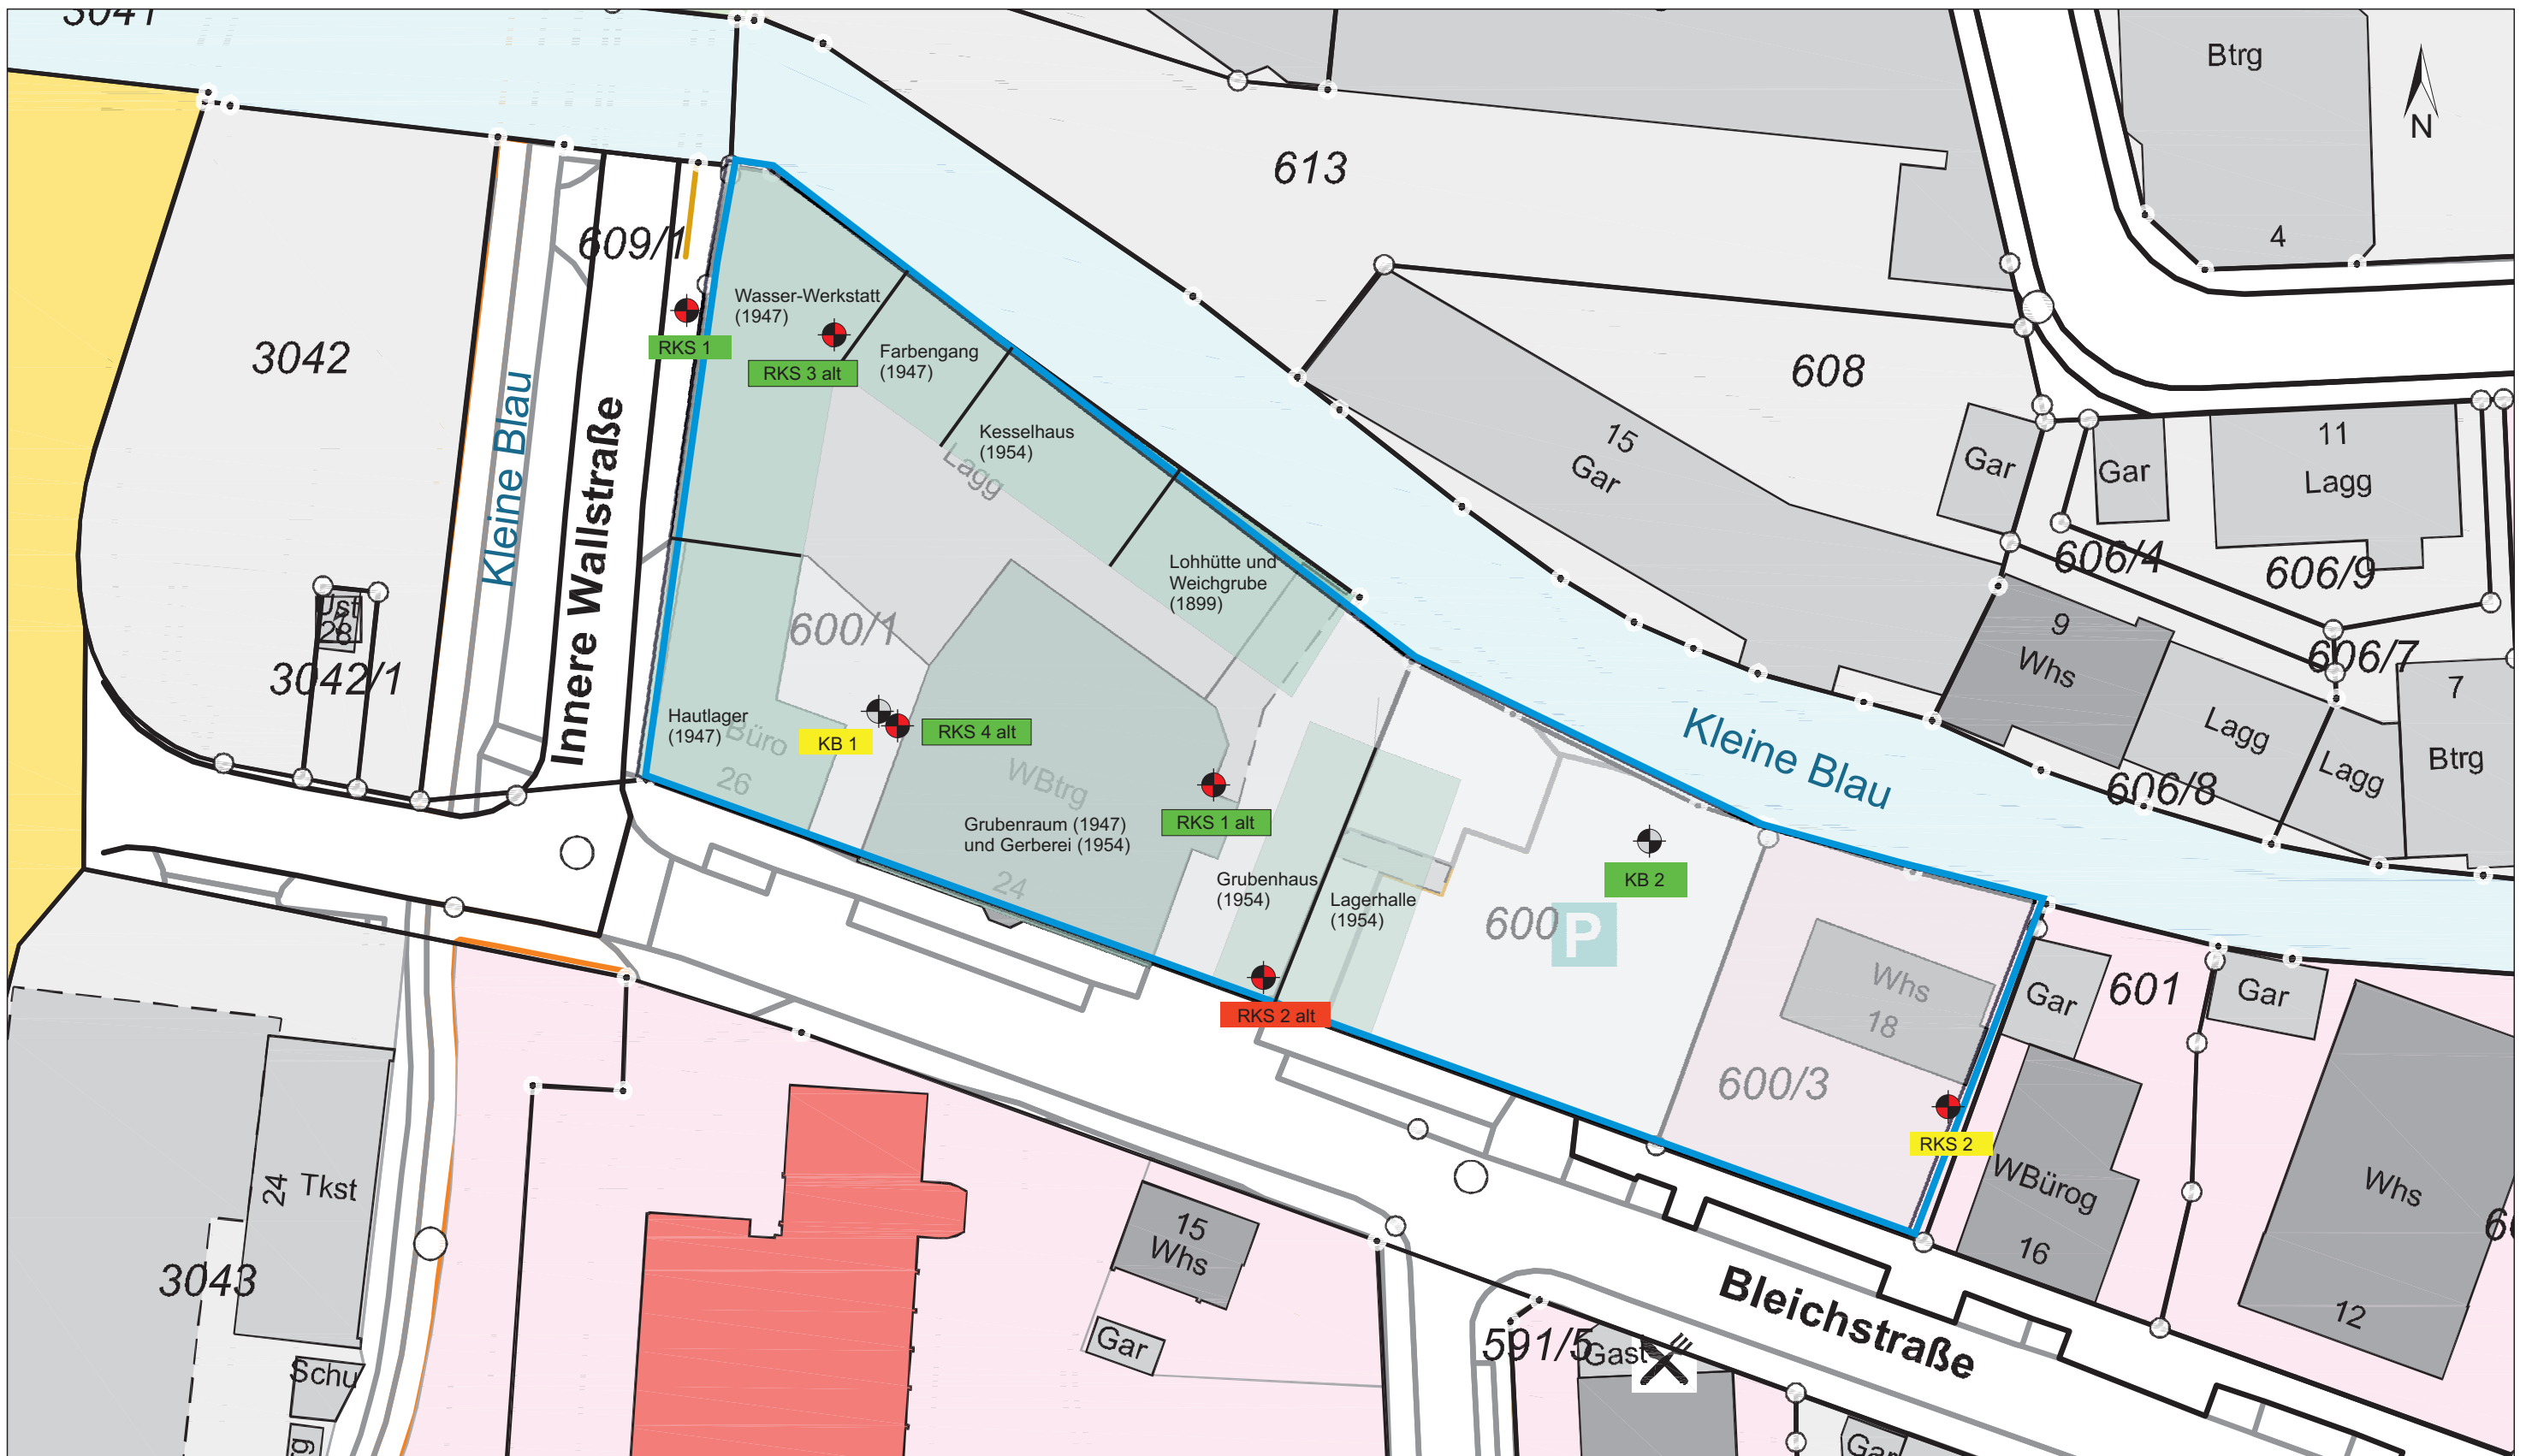 3041
Btrg
N
613
4
609/1
Wasser-Werkstatt
(1947)
RKS 1
RKS 3 alt
Farbengang
(1947)
3042
608
Kleine Blau
Innere Wallstraße
Kesselhaus
(1954)
Lagg
15
Gar
Gar
Gar
11
Lagg
606/4
606/9
Lohhütte und
Weichgrube
(1899)
600/1
28
3042/1
9
Whs
606/7
7
Btrg
Lagg
Lagg
606/8
Hautlager
(1947)
Büro
26
KB 1
RKS 4 alt
WBtrg
Kleine Blau
Grubenraum (1947)
und Gerberei (1954)
RKS 1 alt
24
Grubenhaus
(1954)
Lagerhalle
(1954)
KB 2
600
P
Whs
18
Gar
601
Gar
RKS 2 alt
600/3
RKS 2
WBürog
16
Whs
12
24
Tkst
3043
15
Whs
Gar
Bleichstraße
591/5
Gast
Schu
Gar